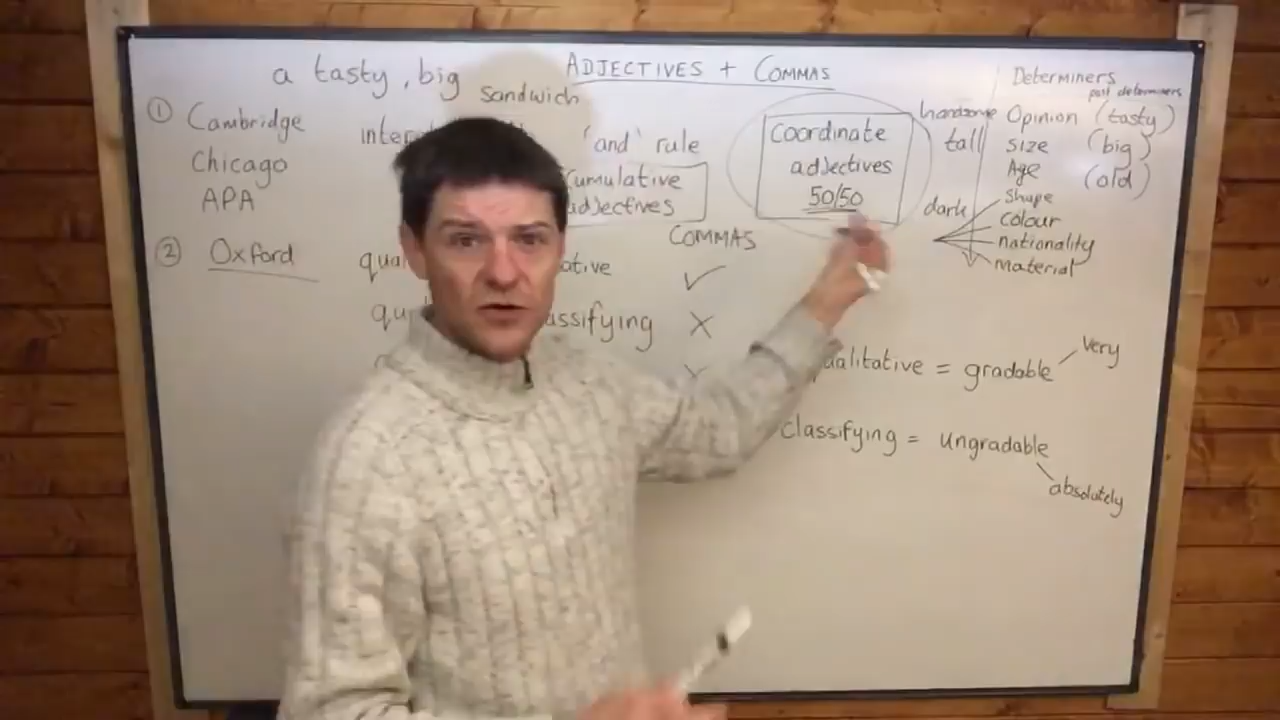 a tasty, big sandwich
ADJECTIVES + COMMAS
① Cambridge
Chicago
APA
'and' rule
Cumulative
adjectives
Coordinate
adjectives
50/50
handsome
tall
dark
Determiners
post determiners
Opinion (tasty)
Size (big)
Age (old)
Shape
Colour
nationality
material
② Oxford
COMMAS
✓
classifying X
qualitative = gradable
very
classifying = ungradable
absolutely